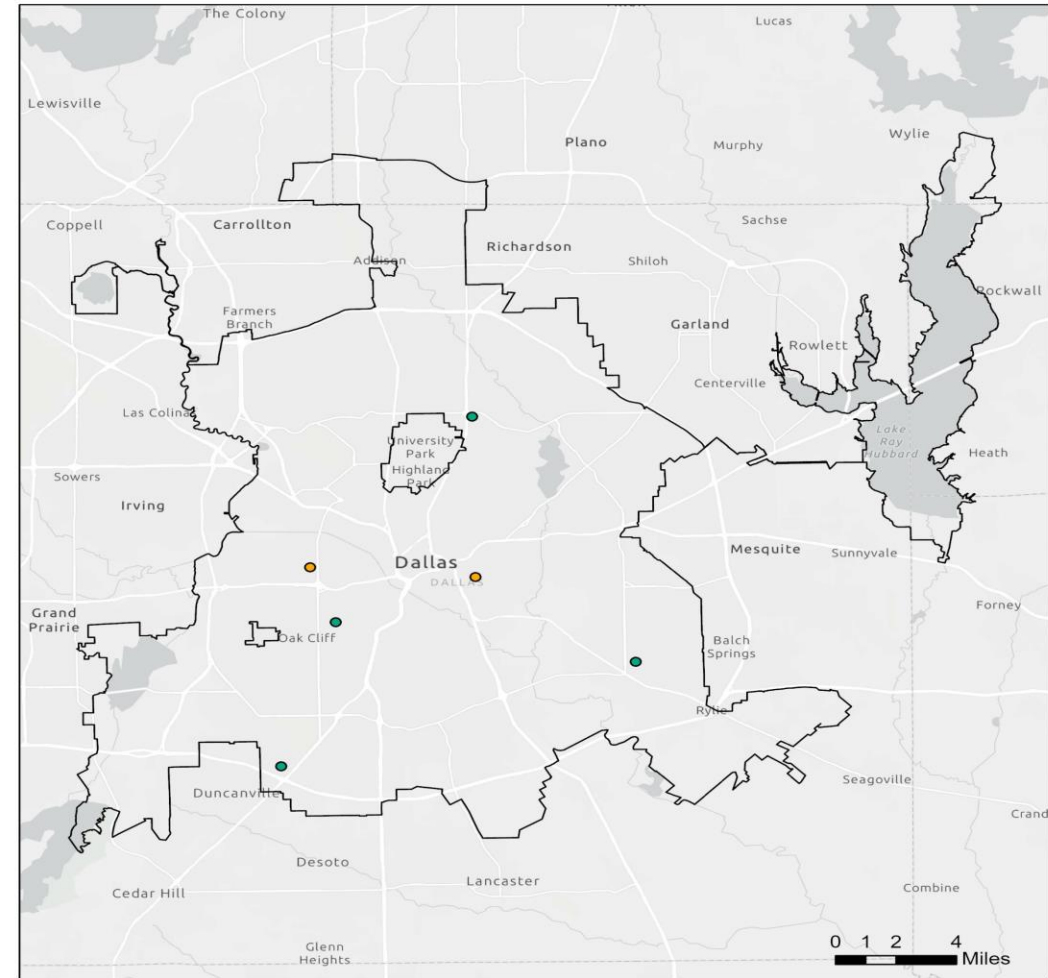 The Colony
Lucas
Lewisville
Wylie
Plano
Murphy
Sachse
Coppell
Carrollton
Richardson
Addison
Shiloh
Rockwall
Farmers
Branch
Garland
Rowlett
Centerville
Las Colina
University
Park
Highland
Park
Lake
Ray
Hubbard
Heath
Sowers
Irving
Mesquite
Sunnyvale
Dallas
DALLAS
Forney
Grand
Prairie
Oak Cliff
Balch
Springs
Rylie
Seagoville
Duncanville
Crand
Desoto
Lancaster
Cedar Hill
Combine
Glenn
Heights
0 1 2 4
Miles